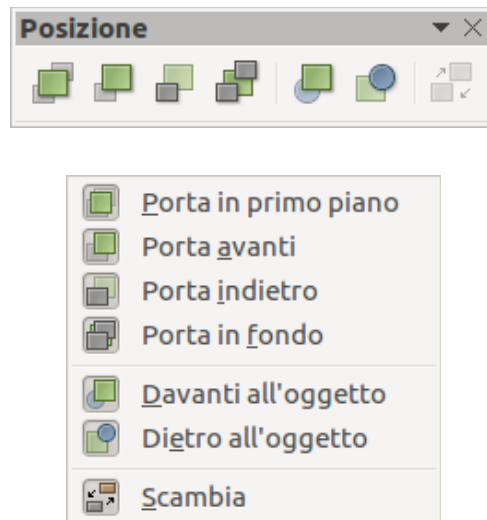 Posizione
Porta in primo piano
Porta avanti
Porta indietro
Porta in fondo
Davanti all'oggetto
Dietro all'oggetto
Scambia